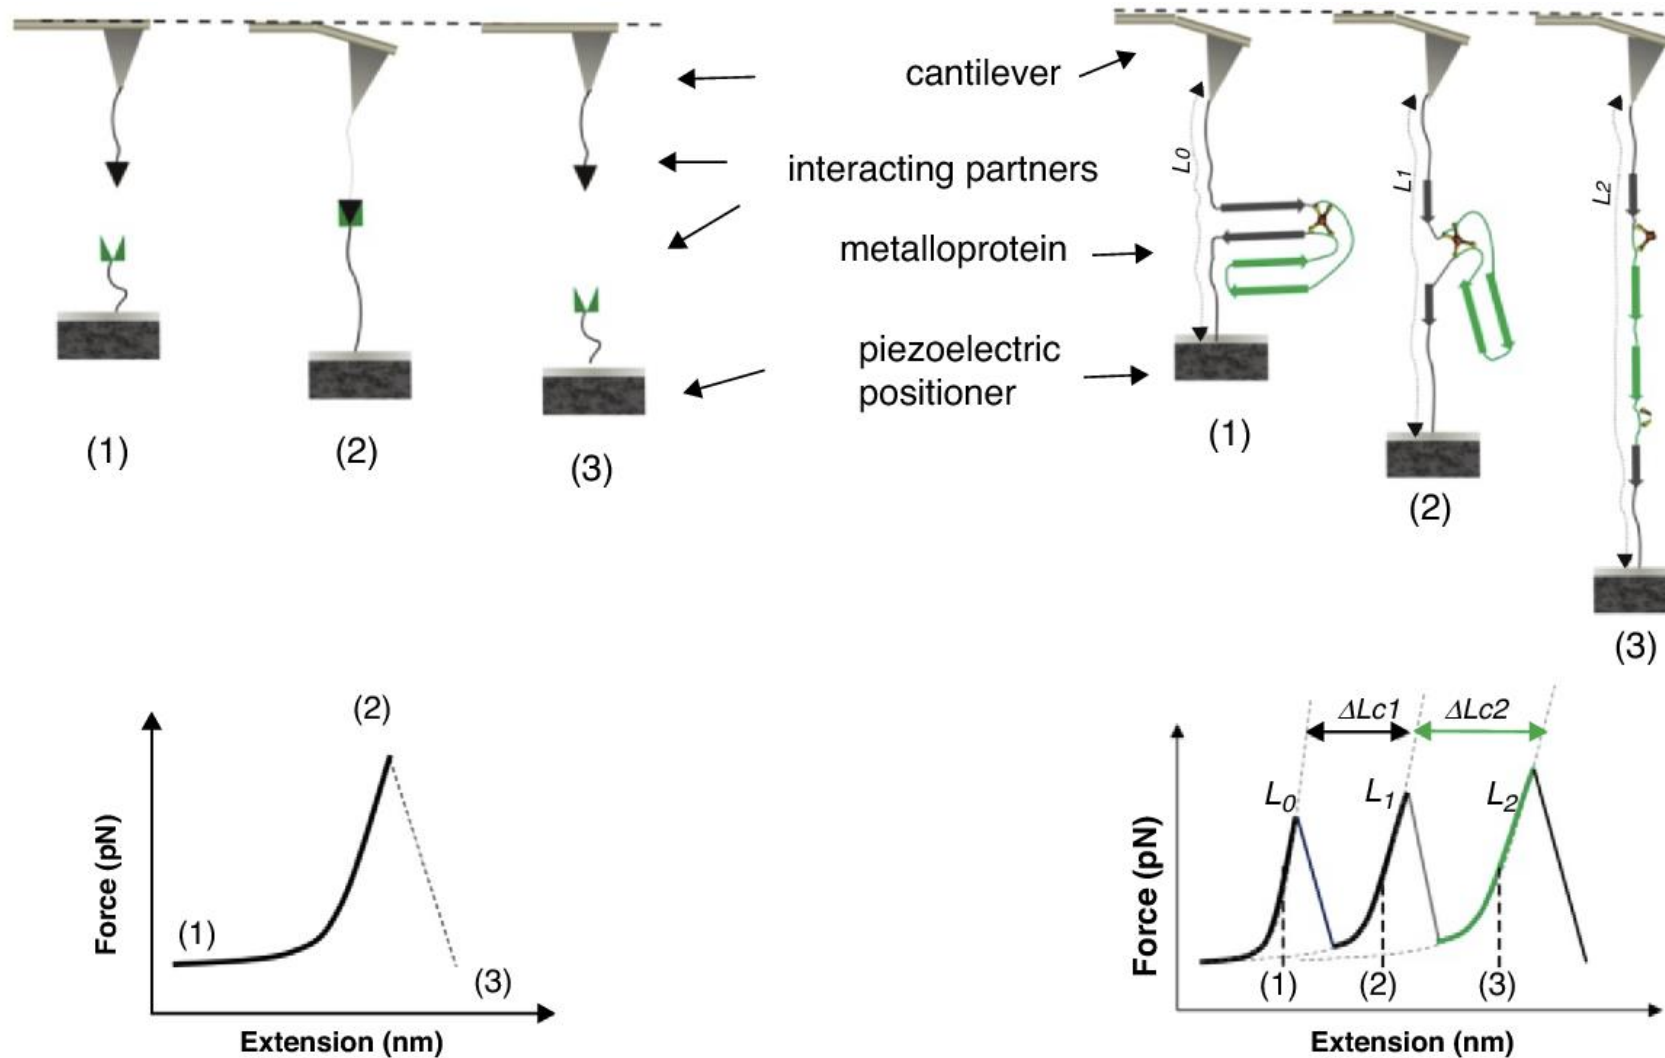 cantilever
interacting partners
metalloprotein
piezoelectric
positioner
(1)
(2)
(3)
L0
L1
L2
(1)
(2)
(3)
(2)
(1)
(3)
Force (pN)
Extension (nm)
ΔLc1
ΔLc2
L0
L1
L2
Force (pN)
(1)
(2)
(3)
Extension (nm)